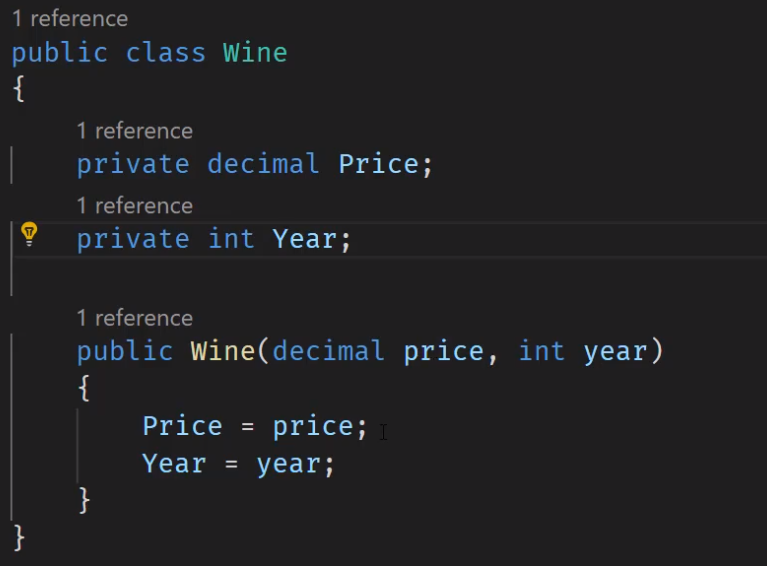 1 reference
public class Wine
{
1 reference
private decimal Price;
1 reference
private int Year;
1 reference
public Wine(decimal price, int year)
{
Price = price;
Year = year;
}
}